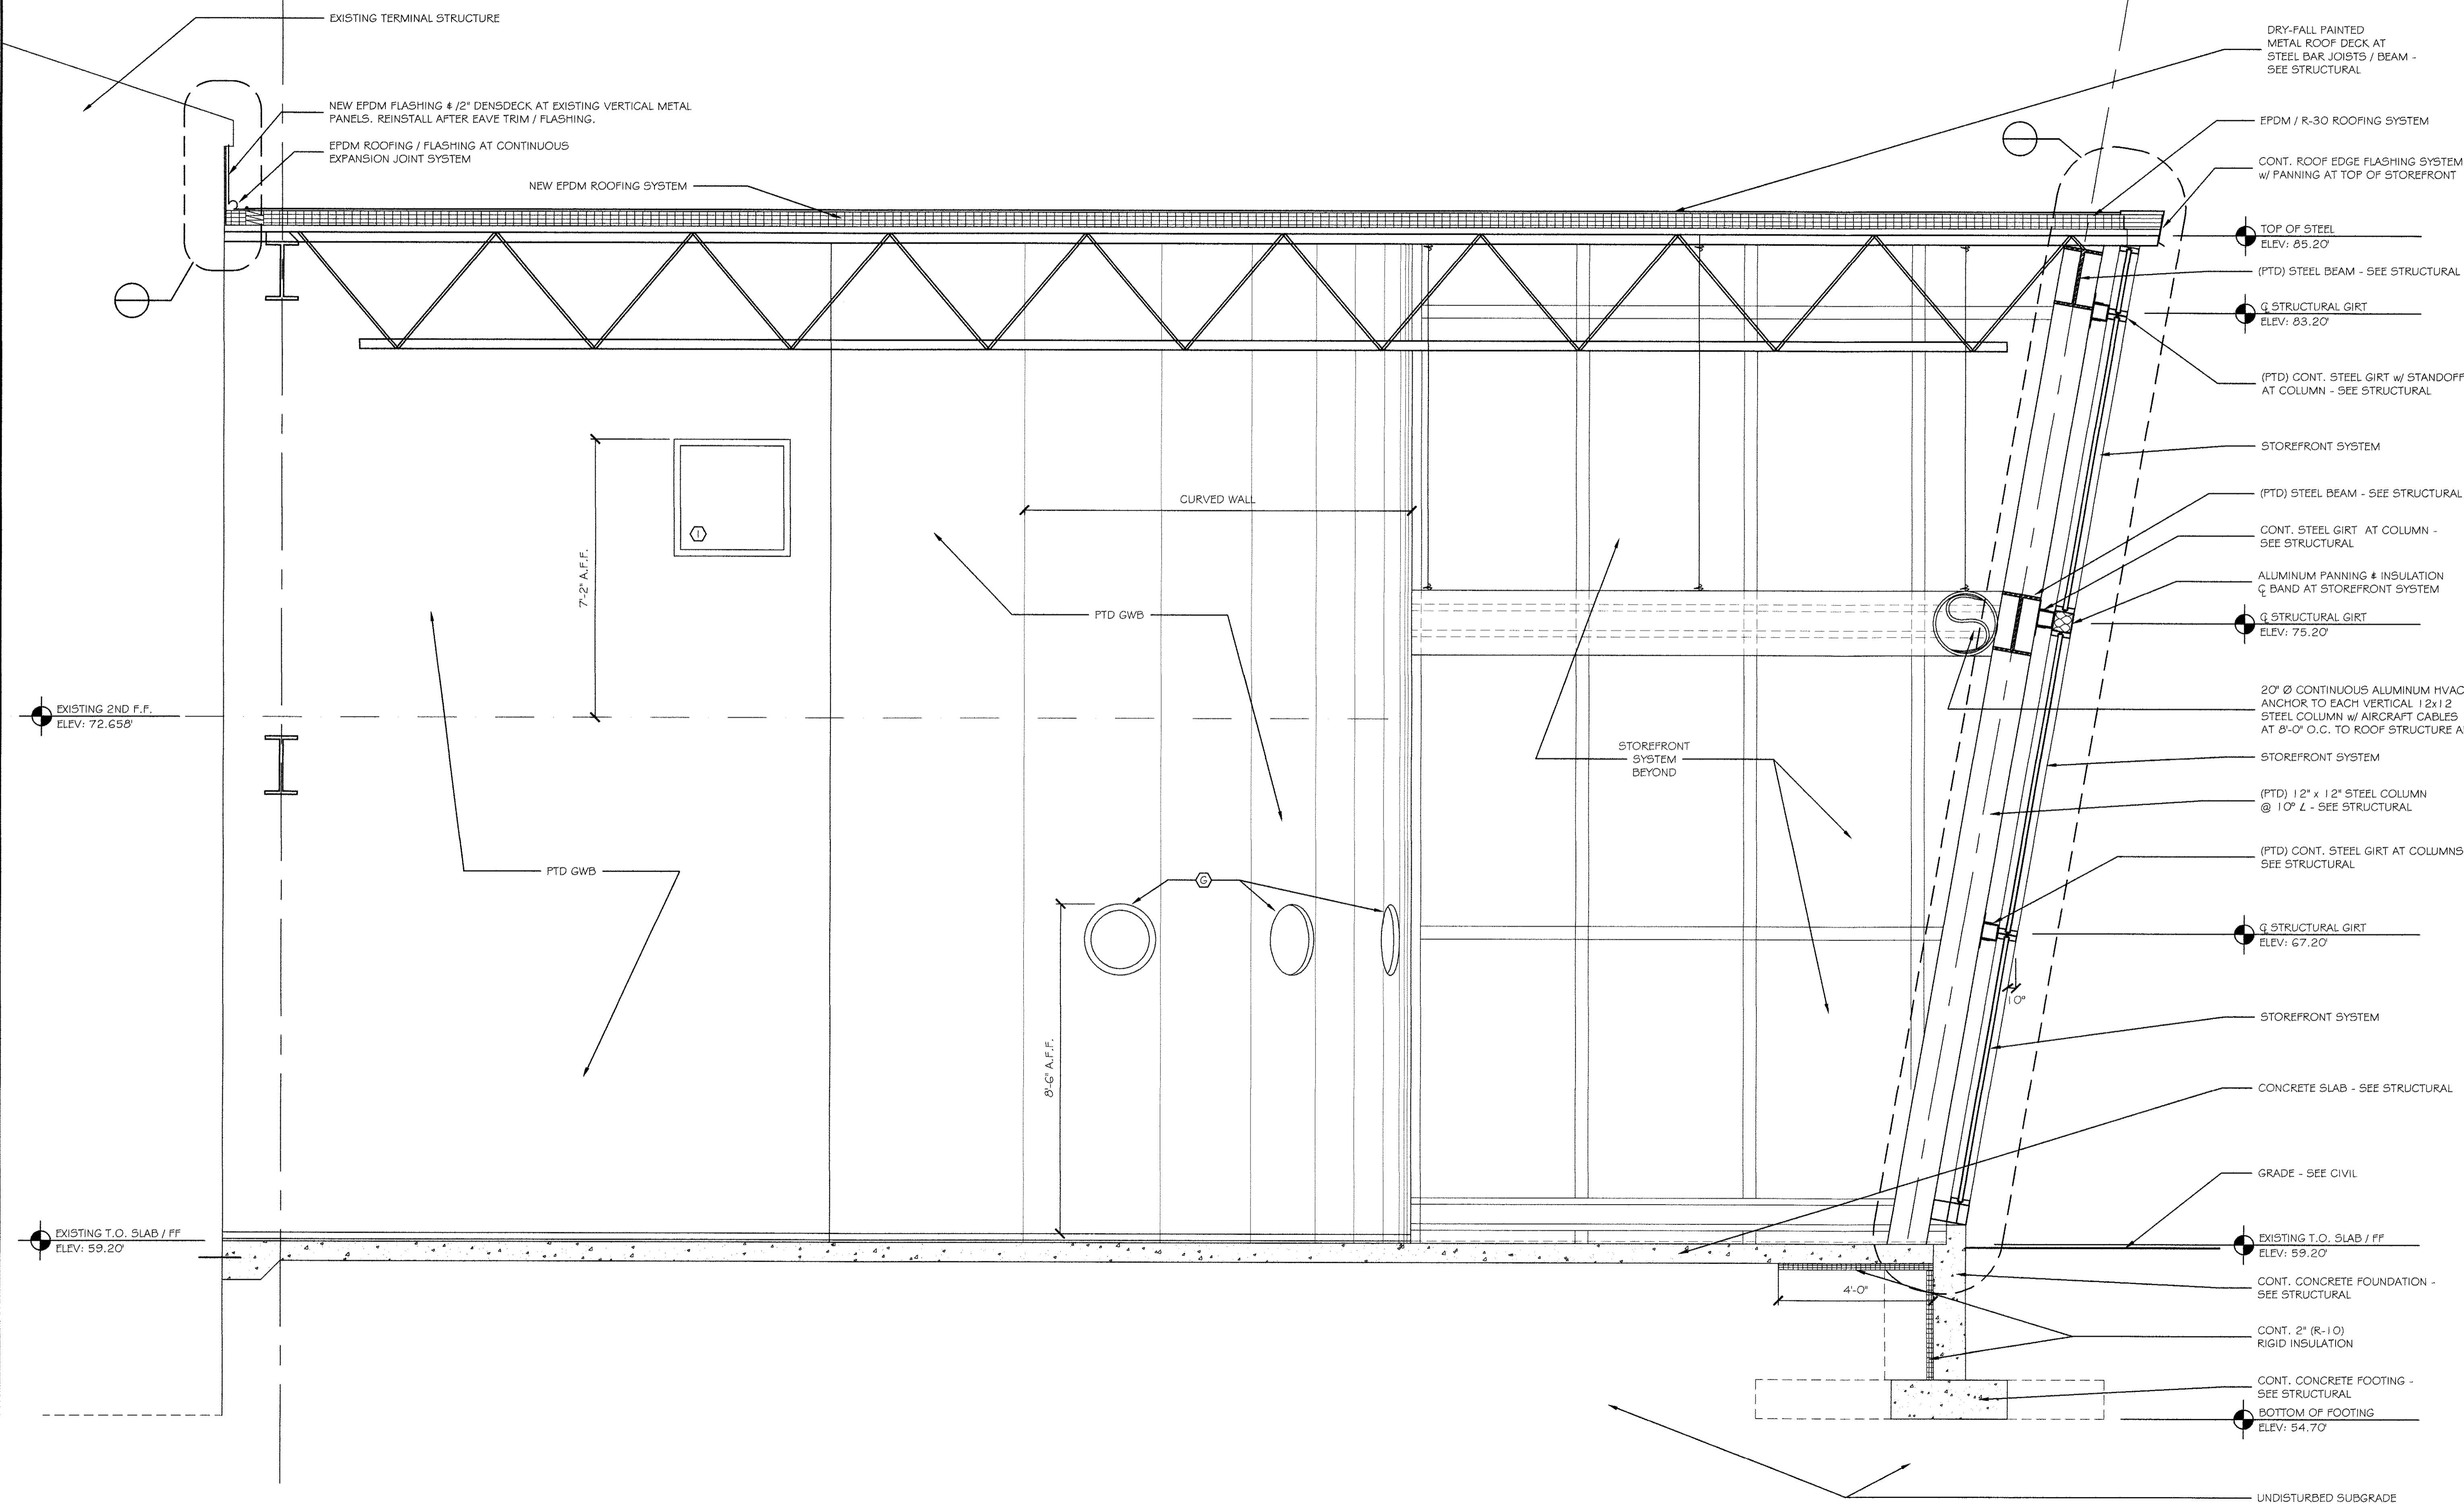 EXISTING TERMINAL STRUCTURE
NEW EPDM FLASHING & /2" DENSDECK AT EXISTING VERTICAL METAL
PANELS. REINSTALL AFTER EAVE TRIM / FLASHING.
EPDM ROOFING / FLASHING AT CONTINUOUS
EXPANSION JOINT SYSTEM
NEW EPDM ROOFING SYSTEM
7'-2" A.F.F.
I
CURVED WALL
PTD GWB
EXISTING 2ND F.F.
ELEV: 72.658'
STOREFRONT
SYSTEM
BEYOND
PTD GWB
G
8'-6" A.F.F.
EXISTING T.O. SLAB / FF
ELEV: 59.20'
4'-0"
10°
DRY-FALL PAINTED
METAL ROOF DECK AT
STEEL BAR JOISTS / BEAM -
SEE STRUCTURAL
EPDM / R-30 ROOFING SYSTEM
CONT. ROOF EDGE FLASHING SYSTEM
w/ PANNING AT TOP OF STOREFRONT
TOP OF STEEL
ELEV: 85.20'
(PTD) STEEL BEAM - SEE STRUCTURAL
℄ STRUCTURAL GIRT
ELEV: 83.20'
(PTD) CONT. STEEL GIRT w/ STANDOFF
AT COLUMN - SEE STRUCTURAL
STOREFRONT SYSTEM
(PTD) STEEL BEAM - SEE STRUCTURAL
CONT. STEEL GIRT AT COLUMN -
SEE STRUCTURAL
ALUMINUM PANNING & INSULATION
℄ BAND AT STOREFRONT SYSTEM
℄ STRUCTURAL GIRT
ELEV: 75.20'
20" Ø CONTINUOUS ALUMINUM HVAC
ANCHOR TO EACH VERTICAL 12x12
STEEL COLUMN w/ AIRCRAFT CABLES
AT 8'-0" O.C. TO ROOF STRUCTURE
STOREFRONT SYSTEM
(PTD) 12" x 12" STEEL COLUMN
@ 10° ∠ - SEE STRUCTURAL
(PTD) CONT. STEEL GIRT AT COLUMNS
SEE STRUCTURAL
℄ STRUCTURAL GIRT
ELEV: 67.20'
STOREFRONT SYSTEM
CONCRETE SLAB - SEE STRUCTURAL
GRADE - SEE CIVIL
EXISTING T.O. SLAB / FF
ELEV: 59.20'
CONT. CONCRETE FOUNDATION -
SEE STRUCTURAL
CONT. 2" (R-10)
RIGID INSULATION
CONT. CONCRETE FOOTING -
SEE STRUCTURAL
BOTTOM OF FOOTING
ELEV: 54.70'
UNDISTURBED SUBGRADE